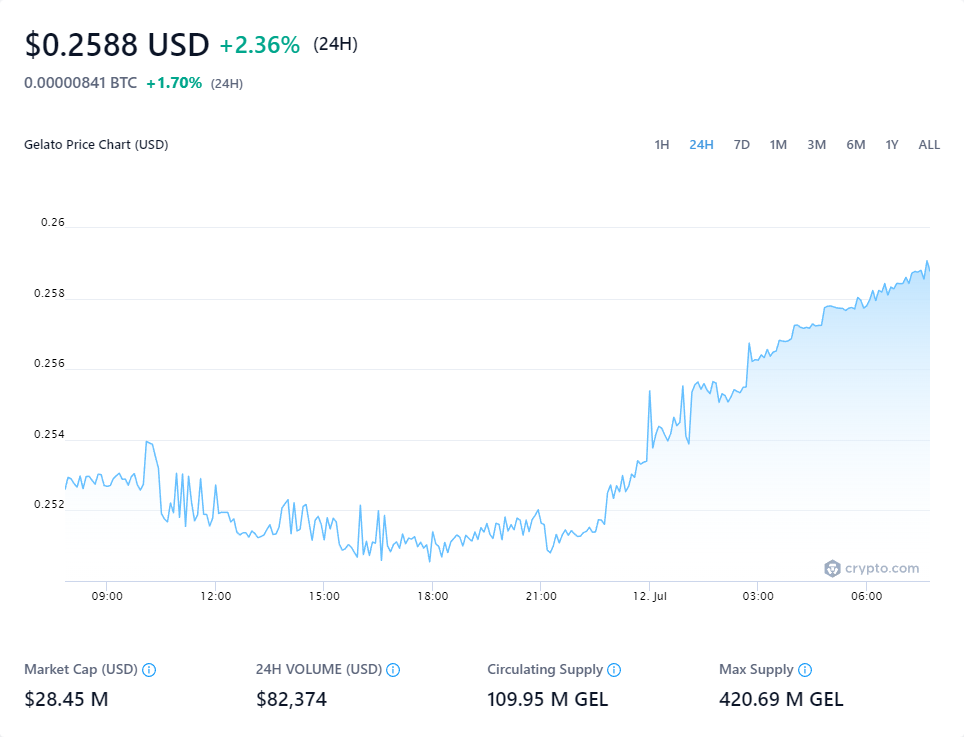 $0.2588 USD +2.36% (24H)
0.00000841 BTC +1.70% (24H)
Gelato Price Chart (USD) 1H 24H 7D 1M 3M 6M 1Y ALL
0.26
0.258
0.256
0.254
0.252
crypto.com
09:00 12:00 15:00 18:00 21:00 12. Jul 03:00 06:00
Market Cap (USD) 24H VOLUME (USD) Circulating Supply Max Supply
$28.45 M $82,374 109.95 M GEL 420.69 M GEL